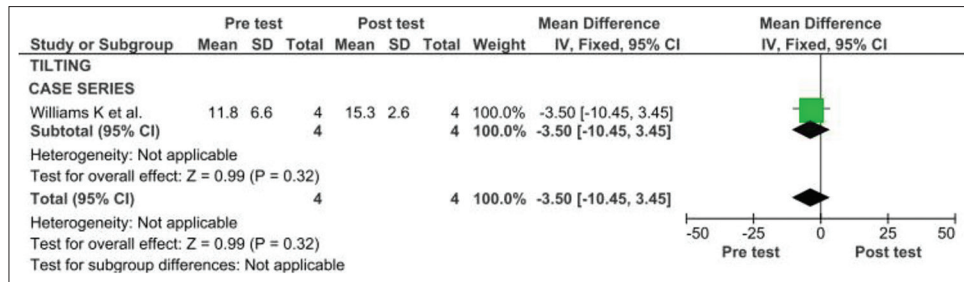 Pre test Post test Mean Difference Mean Difference
Study or Subgroup Mean SD Total Mean SD Total Weight IV, Fixed, 95% CI IV, Fixed, 95% CI
TILTING
CASE SERIES
Williams K et al. 11.8 6.6 4 15.3 2.6 4 100.0% -3.50 [-10.45, 3.45]
Subtotal (95% CI) 4 4 100.0% -3.50 [-10.45, 3.45]
Heterogeneity: Not applicable
Test for overall effect: Z = 0.99 (P = 0.32)
Total (95% CI) 4 4 100.0% -3.50 [-10.45, 3.45]
Heterogeneity: Not applicable
Test for overall effect: Z = 0.99 (P = 0.32)
Test for subgroup differences: Not applicable
-50 -25 0 25 50
Pre test Post test